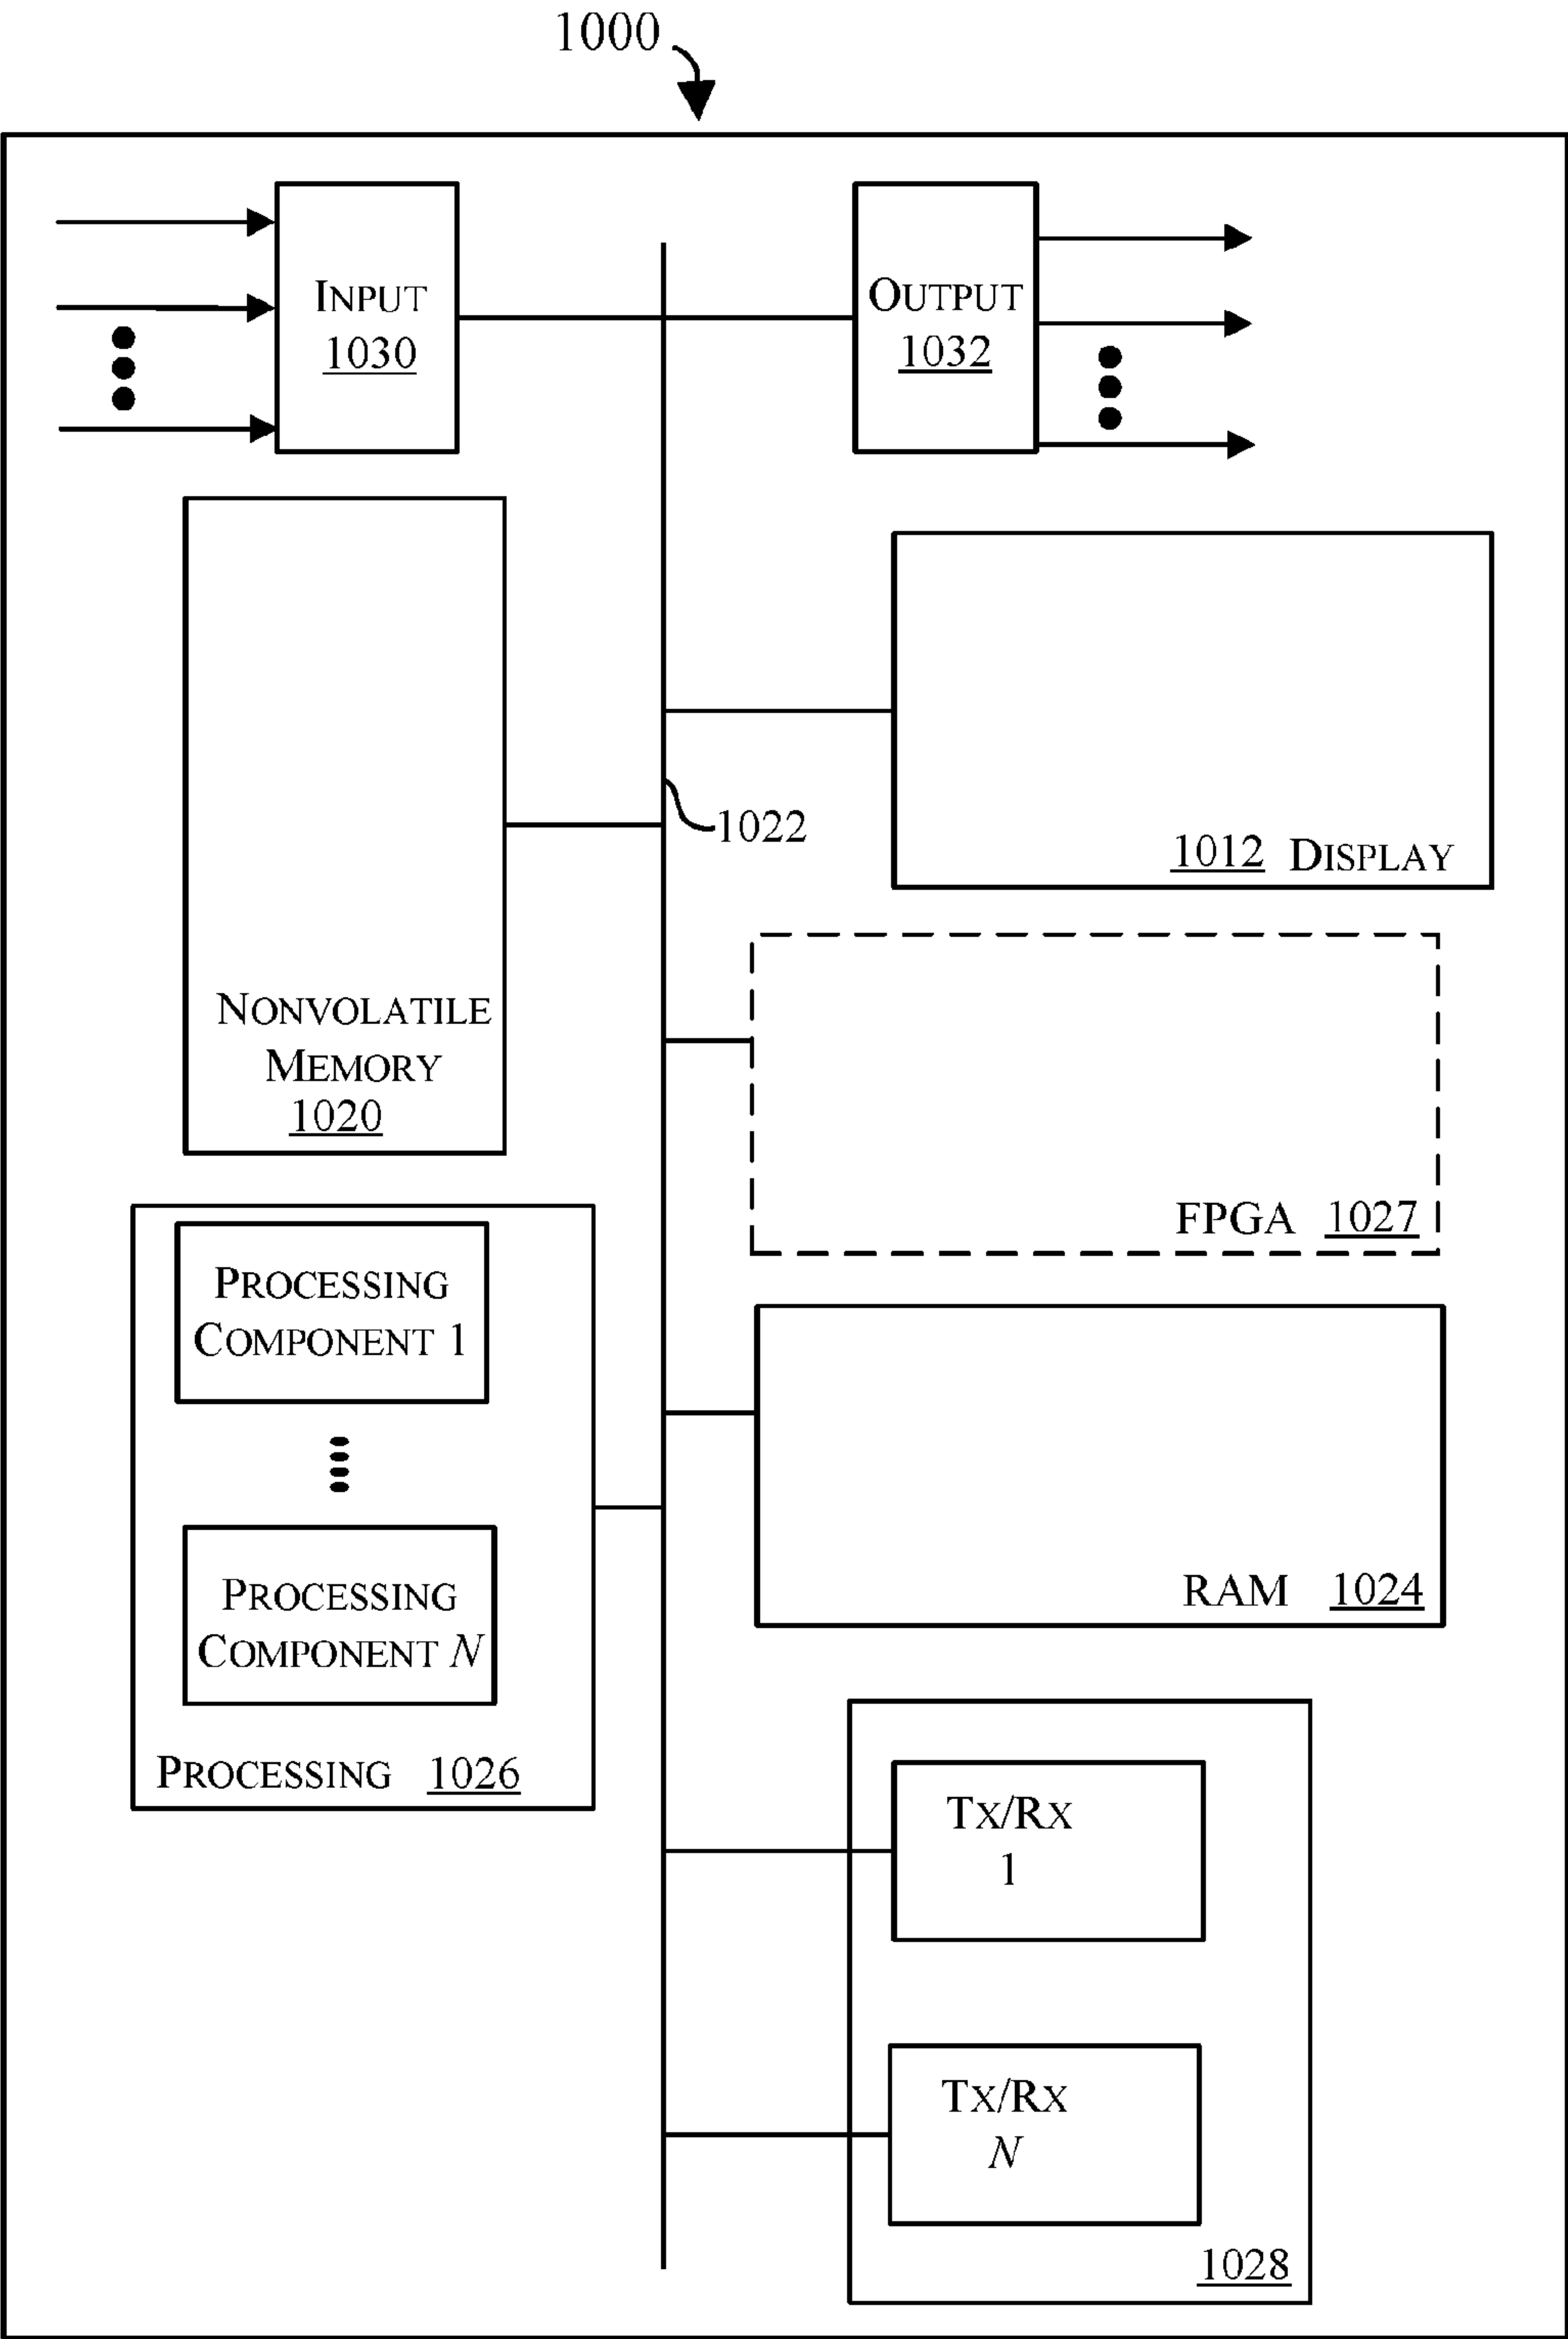 1000
INPUT
1030
OUTPUT
1032
1022
1012 DISPLAY
NONVOLATILE
MEMORY
1020
FPGA 1027
PROCESSING
COMPONENT 1
PROCESSING
COMPONENT N
PROCESSING 1026
RAM 1024
TX/RX
1
TX/RX
N
1028